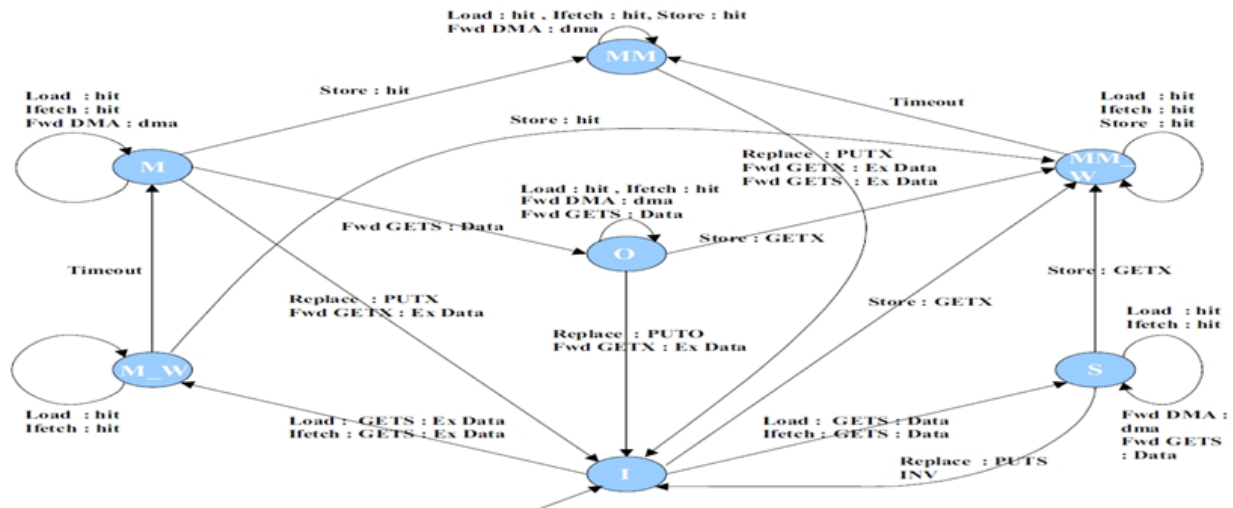 Load : hit , Ifetch : hit, Store : hit
Fwd DMA : dma
MM
Load : hit
Ifetch : hit
Fwd DMA : dma
Store : hit
Timeout
Load : hit
Ifetch : hit
Store : hit
Store : hit
M
MM_
W
Replace : PUTX
Fwd GETX : Ex Data
Fwd GETS : Ex Data
Load : hit , Ifetch : hit
Fwd DMA : dma
Fwd GETS : Data
Fwd GETS : Data
O
Store : GETX
Timeout
Store : GETX
Replace : PUTX
Fwd GETX : Ex Data
Store : GETX
Replace : PUTO
Fwd GETX : Ex Data
Load : hit
Ifetch : hit
M_W
S
Load : hit
Ifetch : hit
Load : GETS : Ex Data
Ifetch : GETS : Ex Data
Load : GETS : Data
Ifetch : GETS : Data
Fwd DMA :
dma
Fwd GETS
: Data
Replace : PUTS
INV
I